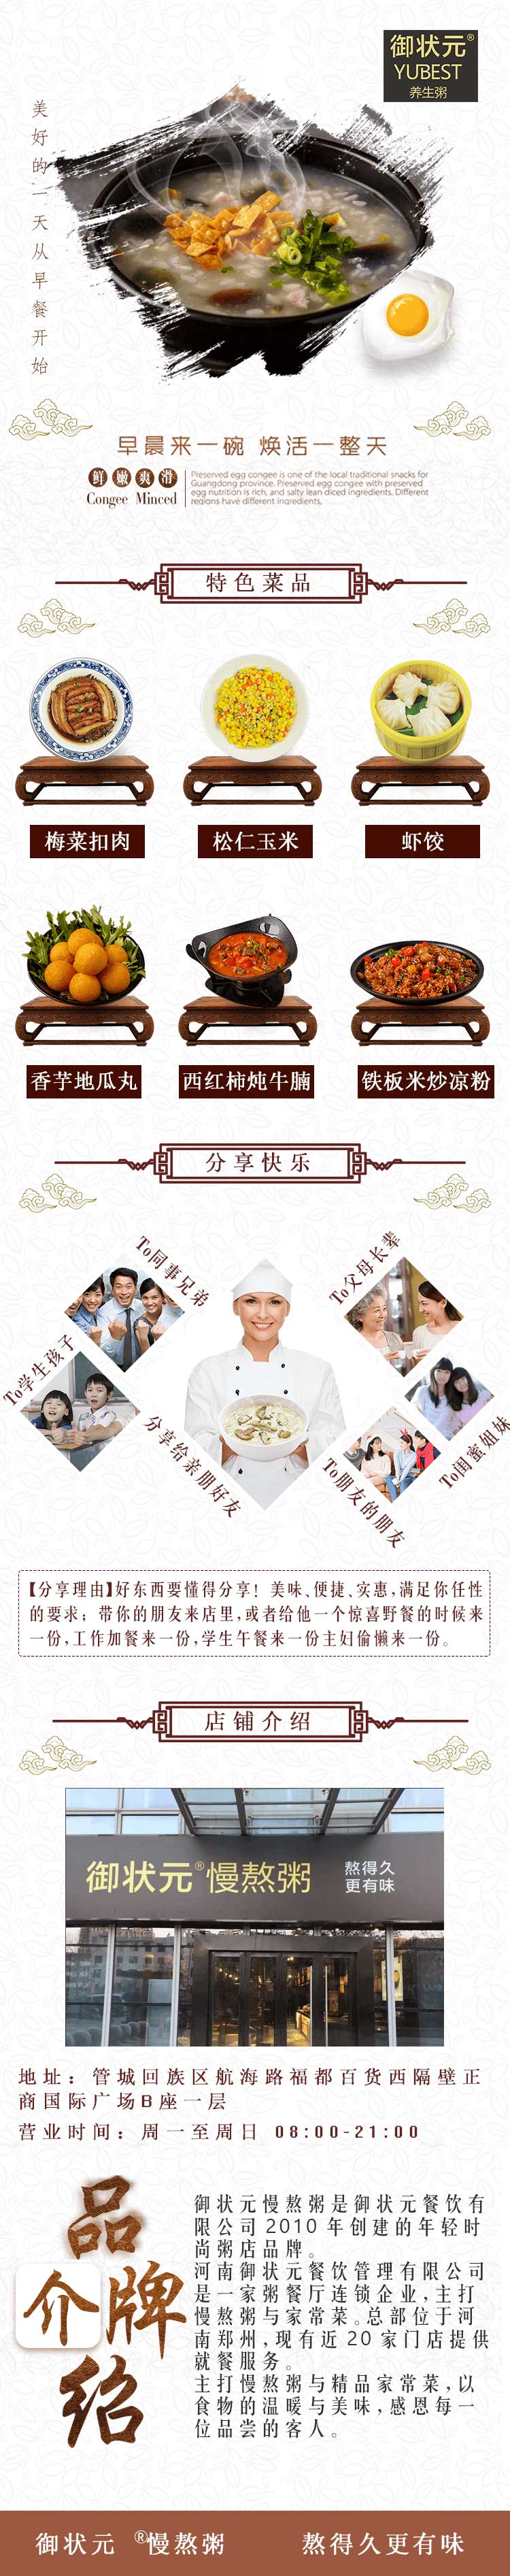 御状元®
YUBEST
养生粥
美好的一天从早餐开始
早晨来一碗 焕活一整天
鲜嫩爽滑
Congee Minced
Preserved egg congee is one of the local traditional snacks for
Guangdong province. Preserved egg congee with preserved
egg nutrition is rich, and salty lean diced ingredients. Different
regions have different ingredients.
特色菜品
梅菜扣肉
松仁玉米
虾饺
香芋地瓜丸
西红柿炖牛腩
铁板米炒凉粉
分享快乐
To同事兄弟
To父母长辈
To学生孩子
分享给亲朋好友
To朋友的朋友
To闺蜜姐妹
【分享理由】好东西要懂得分享！美味、便捷、实惠，满足你任性
的要求；带你的朋友来店里，或者给他一个惊喜野餐的时候来
一份，工作加餐来一份，学生午餐来一份主妇偷懒来一份。
店铺介绍
御状元®慢熬粥
熬得久
更有味
地址：管城回族区航海路福都百货西隔壁正
商国际广场B座一层
营业时间：周一至周日 08:00-21:00
品牌介绍
御状元慢熬粥是御状元餐饮有
限公司2010年创建的年轻时
尚粥店品牌。
河南御状元餐饮管理有限公司
是一家粥餐厅连锁企业，主打
慢熬粥与家常菜。总部位于河
南郑州，现有近20家门店提供
就餐服务。
主打慢熬粥与精品家常菜，以
食物的温暖与美味，感恩每一
位品尝的客人。
御状元®慢熬粥
熬得久更有味